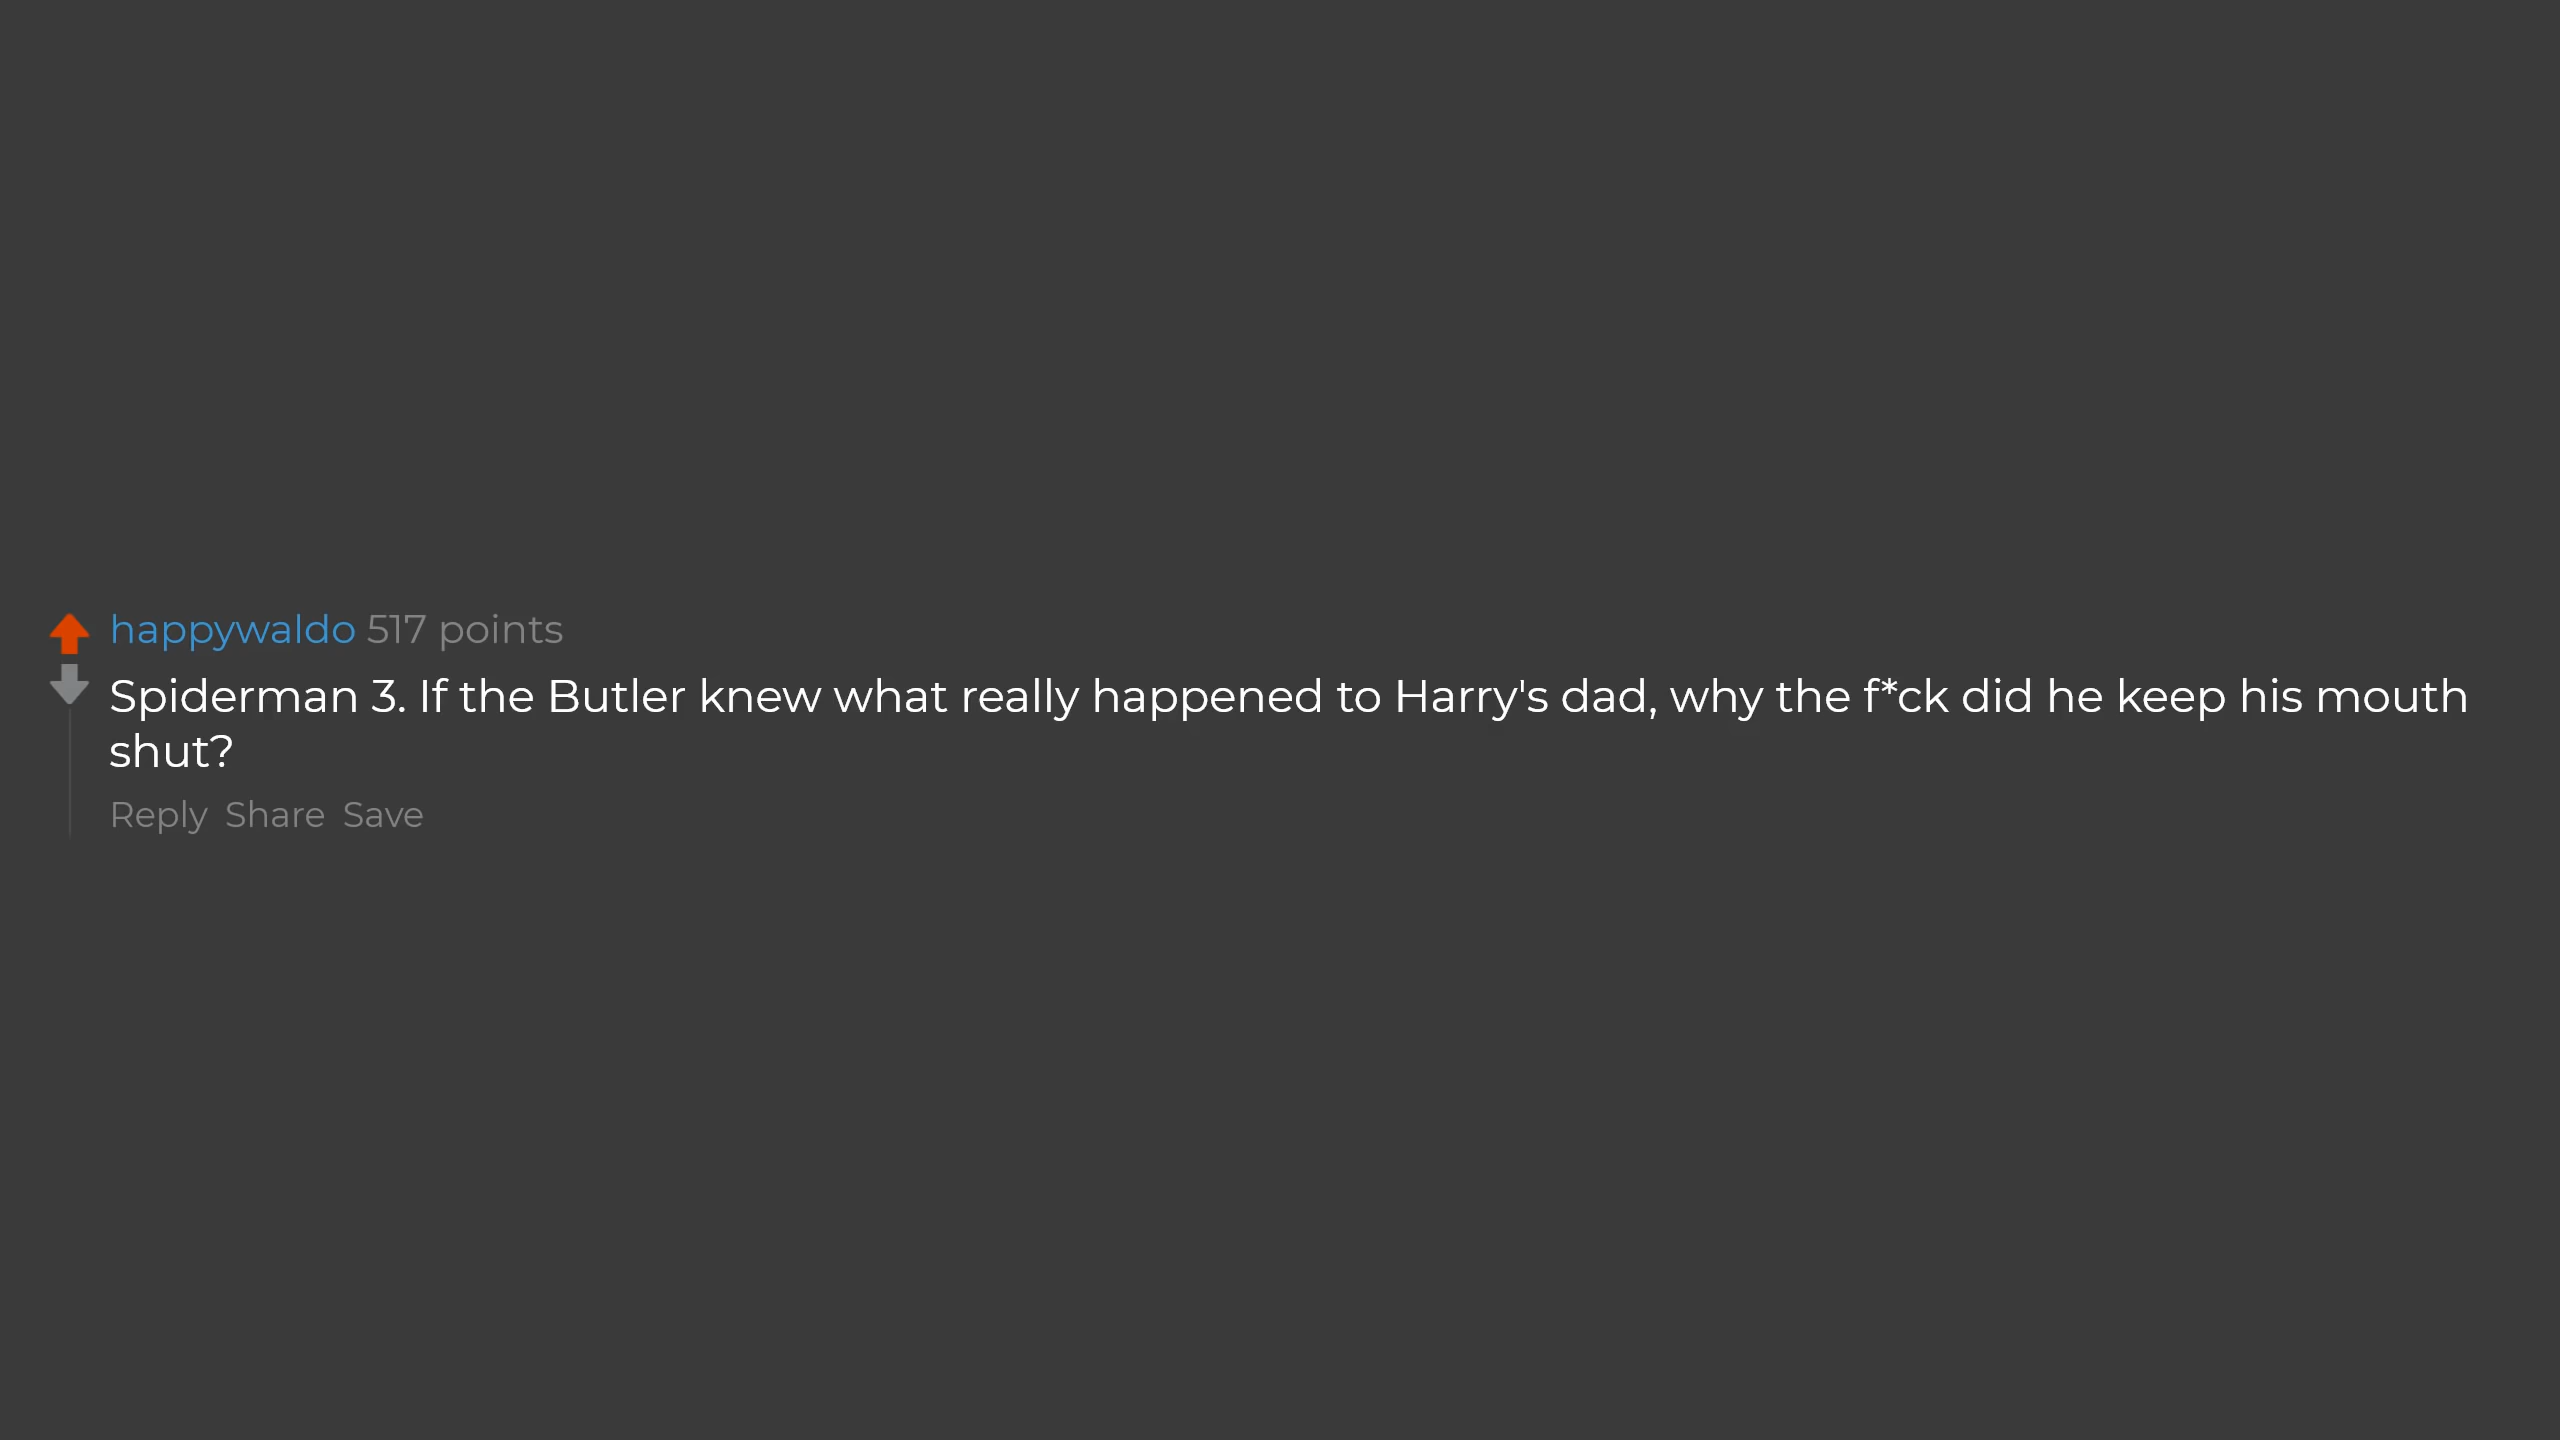 happywaldo 517 points
Spiderman 3. If the Butler knew what really happened to Harry's dad, why the f*ck did he keep his mouth
shut?
Reply Share Save